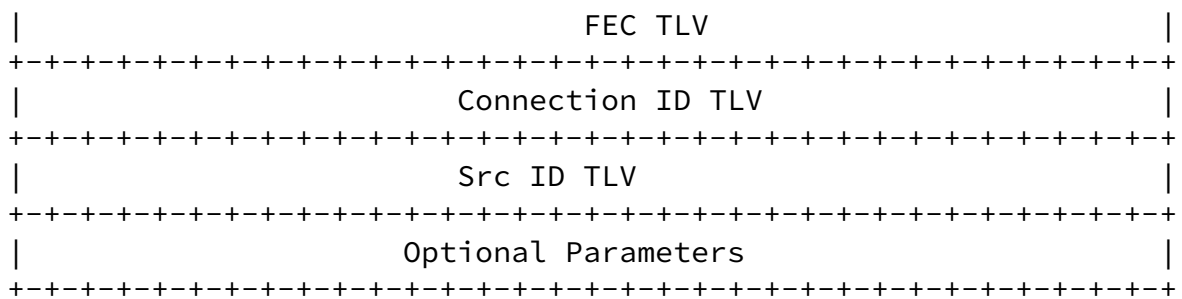 |                               FEC TLV                         |
+-+-+-+-+-+-+-+-+-+-+-+-+-+-+-+-+-+-+-+-+-+-+-+-+-+-+-+-+-+-+-+-+
|                        Connection ID TLV                      |
+-+-+-+-+-+-+-+-+-+-+-+-+-+-+-+-+-+-+-+-+-+-+-+-+-+-+-+-+-+-+-+-+
|                        Src ID TLV                             |
+-+-+-+-+-+-+-+-+-+-+-+-+-+-+-+-+-+-+-+-+-+-+-+-+-+-+-+-+-+-+-+-+
|                     Optional Parameters                       |
+-+-+-+-+-+-+-+-+-+-+-+-+-+-+-+-+-+-+-+-+-+-+-+-+-+-+-+-+-+-+-+-+